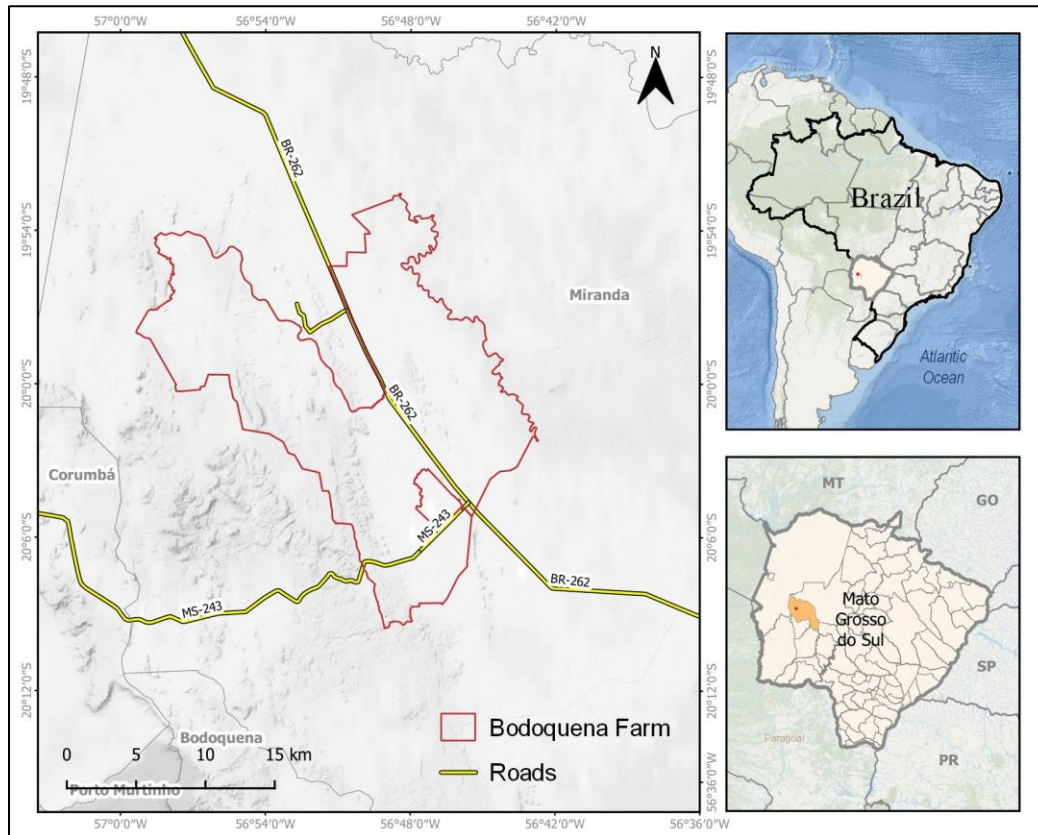 57°0'0"W 56°54'0"W 56°48'0"W 56°42'0"W
19°48'0"S
19°48'0"S
N
BR-262
19°54'0"S
19°54'0"S
Miranda
20°0'0"S
20°0'0"S
BR-262
Corumbá
MS-243
20°6'0"S
20°6'0"S
BR-262
MS-243
20°12'0"S
20°12'0"S
Bodoquena Farm
Roads
Bodoquena
0 5 10 15 km
Porto Murtinho
57°0'0"W 56°54'0"W 56°48'0"W 56°42'0"W 56°36'0"W
56°36'0"W
Brazil
Atlantic
Ocean
MT
GO
Mato
Grosso
do Sul
SP
Paraguai
PR